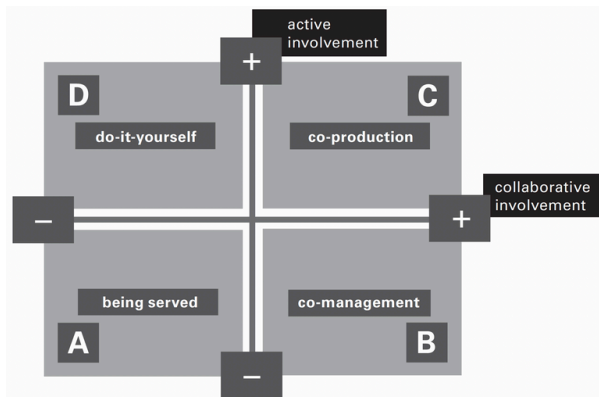 active
involvement
+
D
C
do-it-yourself
co-production
collaborative
involvement
−
+
being served
co-management
A
B
−